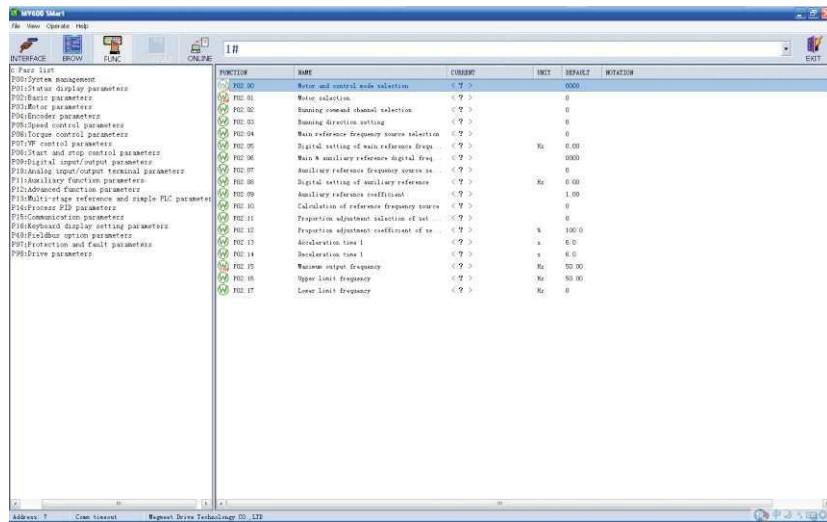 MV600 SMart
File View Operate Help
INTERFACE BROW FUNC ONLINE 1# EXIT
c Para list
P00:System management
P01:Status display parameters
P02:Basic parameters
P03:Motor parameters
P04:Encoder parameters
P05:Speed control parameters
P06:Torque control parameters
P07:VF control parameters
P08:Start and stop control parameters
P09:Digital input/output parameters
P10:Analog input/output terminal parameters
P11:Auxiliary function parameters
P12:Advanced function parameters
P13:Multi-stage reference and simple PLC parameter
P14:Process PID parameters
P15:Communication parameters
P16:Keyboard display setting parameters
P40:Fieldbus option parameters
P97:Protection and fault parameters
P98:Drive parameters
FUNCTION NAME CURRENT UNIT DEFAULT NOTATION
P02.00 Motor and control mode selection < ? > 0000
P02.01 Motor selection < ? > 0
P02.02 Running command channel selection < ? > 0
P02.03 Running direction setting < ? > 0
P02.04 Main reference frequency source selection < ? > 0
P02.05 Digital setting of main reference frequ... < ? > Hz 0.00
P02.06 Main & auxiliary reference digital freq... < ? > 0000
P02.07 Auxiliary reference frequency source se... < ? > 0
P02.08 Digital setting of auxiliary reference < ? > Hz 0.00
P02.09 Auxiliary reference coefficient < ? > 1.00
P02.10 Calculation of reference frequency source < ? > 0
P02.11 Proportion adjustment selection of set ... < ? > 0
P02.12 Proportion adjustment coefficient of se... < ? > % 100.0
P02.13 Acceleration time 1 < ? > s 6.0
P02.14 Deceleration time 1 < ? > s 6.0
P02.15 Maximum output frequency < ? > Hz 50.00
P02.16 Upper limit frequency < ? > Hz 50.00
P02.17 Lower limit frequency < ? > Hz 0
Address: ? Comm timeout Megmeet Drive Technology CO.,LTD